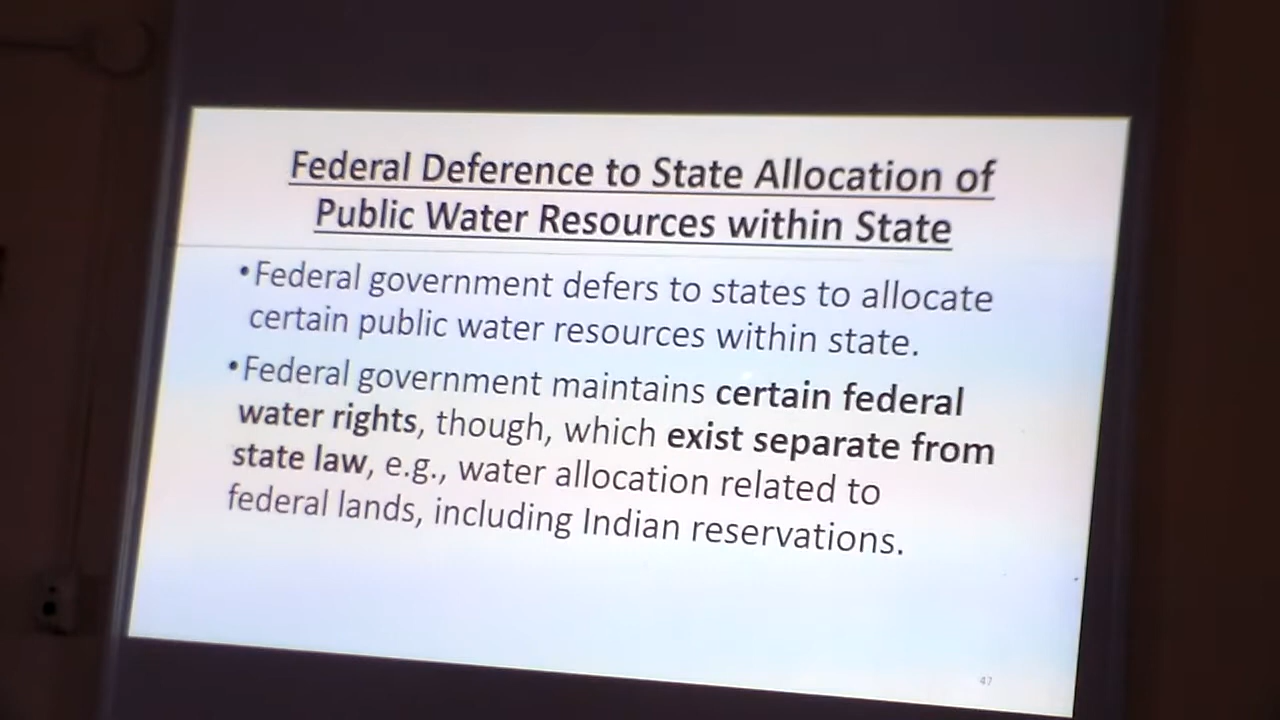 Federal Deference to State Allocation of
Public Water Resources within State
•Federal government defers to states to allocate
certain public water resources within state.
•Federal government maintains certain federal
water rights, though, which exist separate from
state law, e.g., water allocation related to
federal lands, including Indian reservations.
47